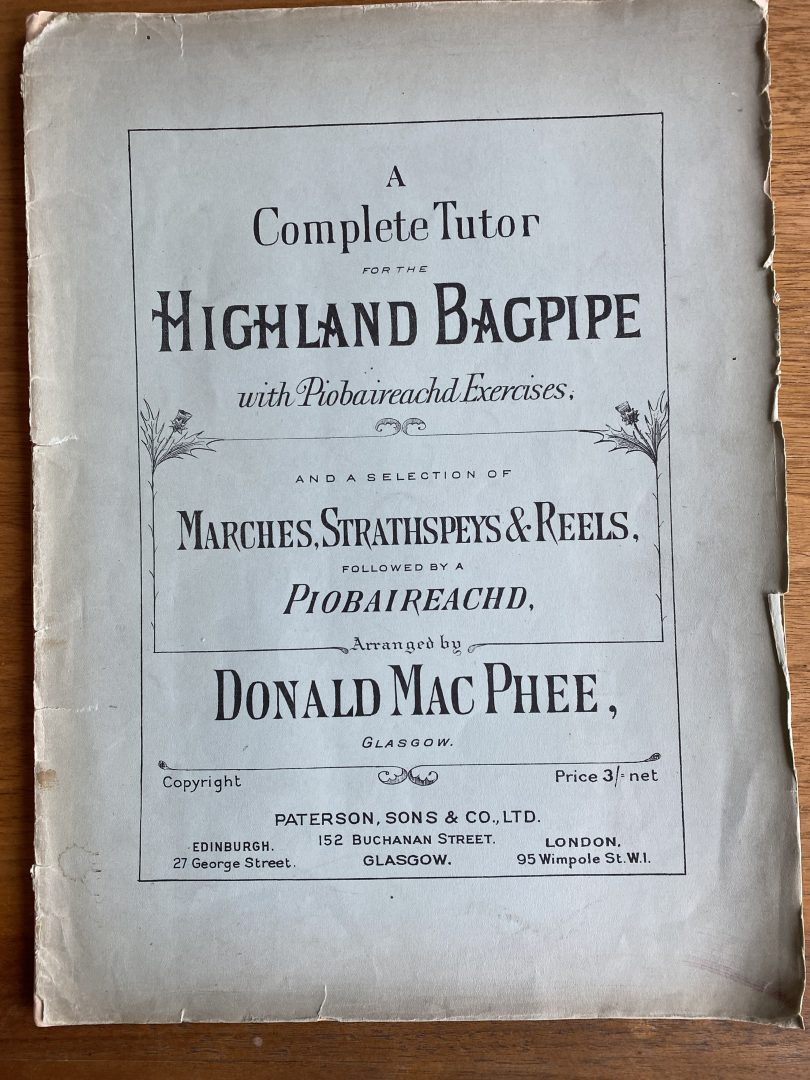 A
Complete Tutor
FOR THE
HIGHLAND BAGPIPE
with Piobaireachd Exercises,
AND A SELECTION OF
MARCHES, STRATHSPEYS & REELS,
FOLLOWED BY A
PIOBAIREACHD,
Arranged by
DONALD MAC PHEE,
GLASGOW.
Copyright Price 3/= net
PATERSON, SONS & CO., LTD.
EDINBURGH. 152 BUCHANAN STREET. LONDON,
27 George Street. GLASGOW. 95 Wimpole St. W.1.